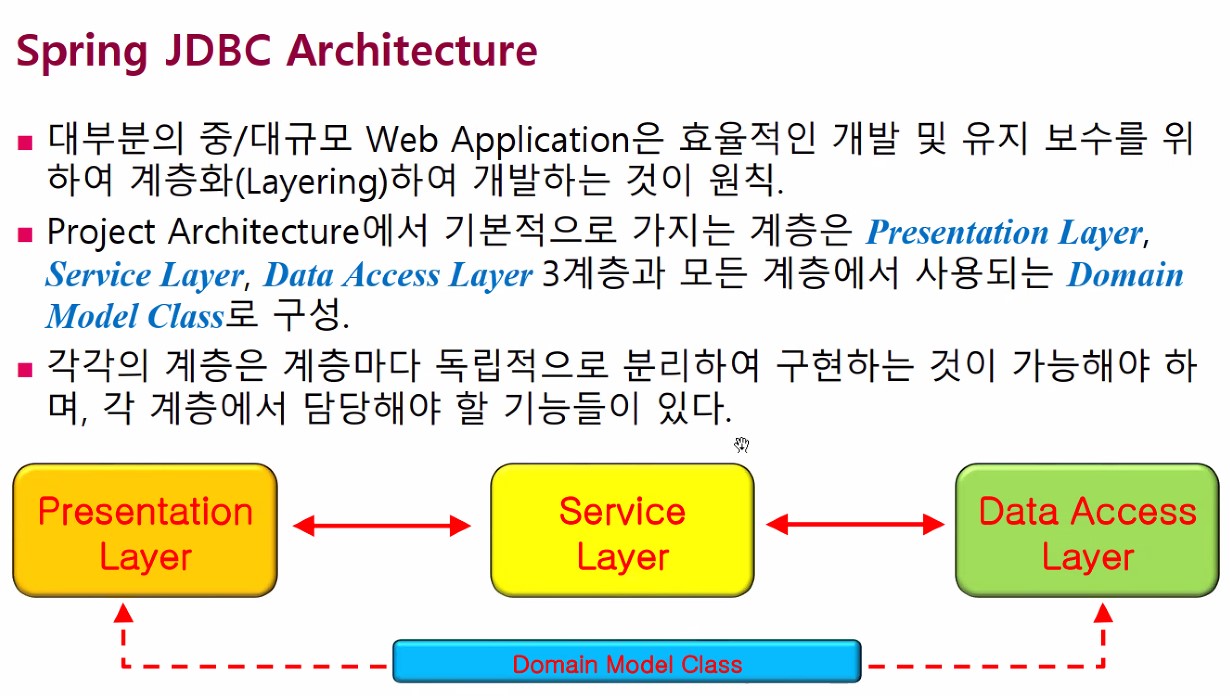 Spring JDBC Architecture
대부분의 중/대규모 Web Application은 효율적인 개발 및 유지 보수를 위
하여 계층화(Layering)하여 개발하는 것이 원칙.
Project Architecture에서 기본적으로 가지는 계층은 Presentation Layer,
Service Layer, Data Access Layer 3계층과 모든 계층에서 사용되는 Domain
Model Class로 구성.
각각의 계층은 계층마다 독립적으로 분리하여 구현하는 것이 가능해야 하
며, 각 계층에서 담당해야 할 기능들이 있다.
Presentation
Layer
Service
Layer
Data Access
Layer
Domain Model Class